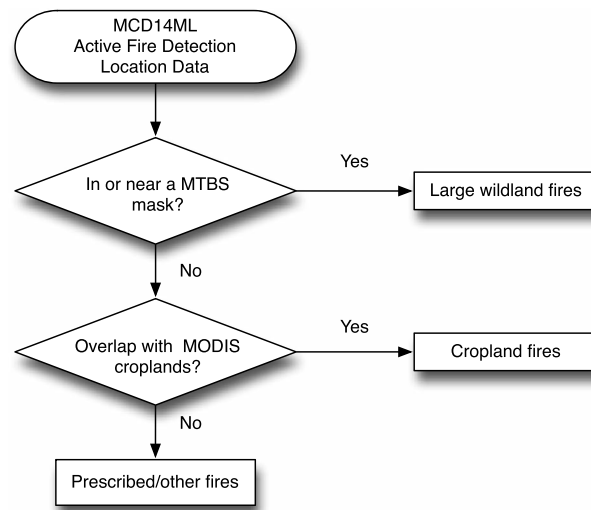 MCD14ML
Active Fire Detection
Location Data
Yes
In or near a MTBS
mask?
Large wildland fires
No
Yes
Overlap with MODIS
croplands?
Cropland fires
No
Prescribed/other fires